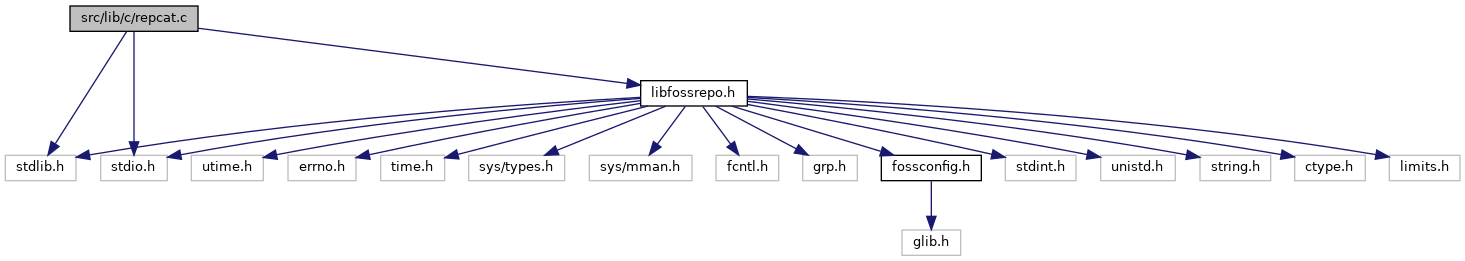 src/lib/c/repcat.c
libfossrepo.h
stdlib.h
stdio.h
utime.h
errno.h
time.h
sys/types.h
sys/mman.h
fcntl.h
grp.h
fossconfig.h
stdint.h
unistd.h
string.h
ctype.h
limits.h
glib.h